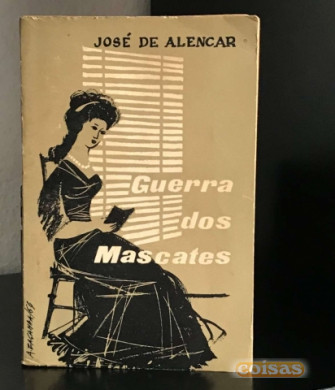 JOSÉ DE ALENCAR
Guerra
dos
Mascates
coisas